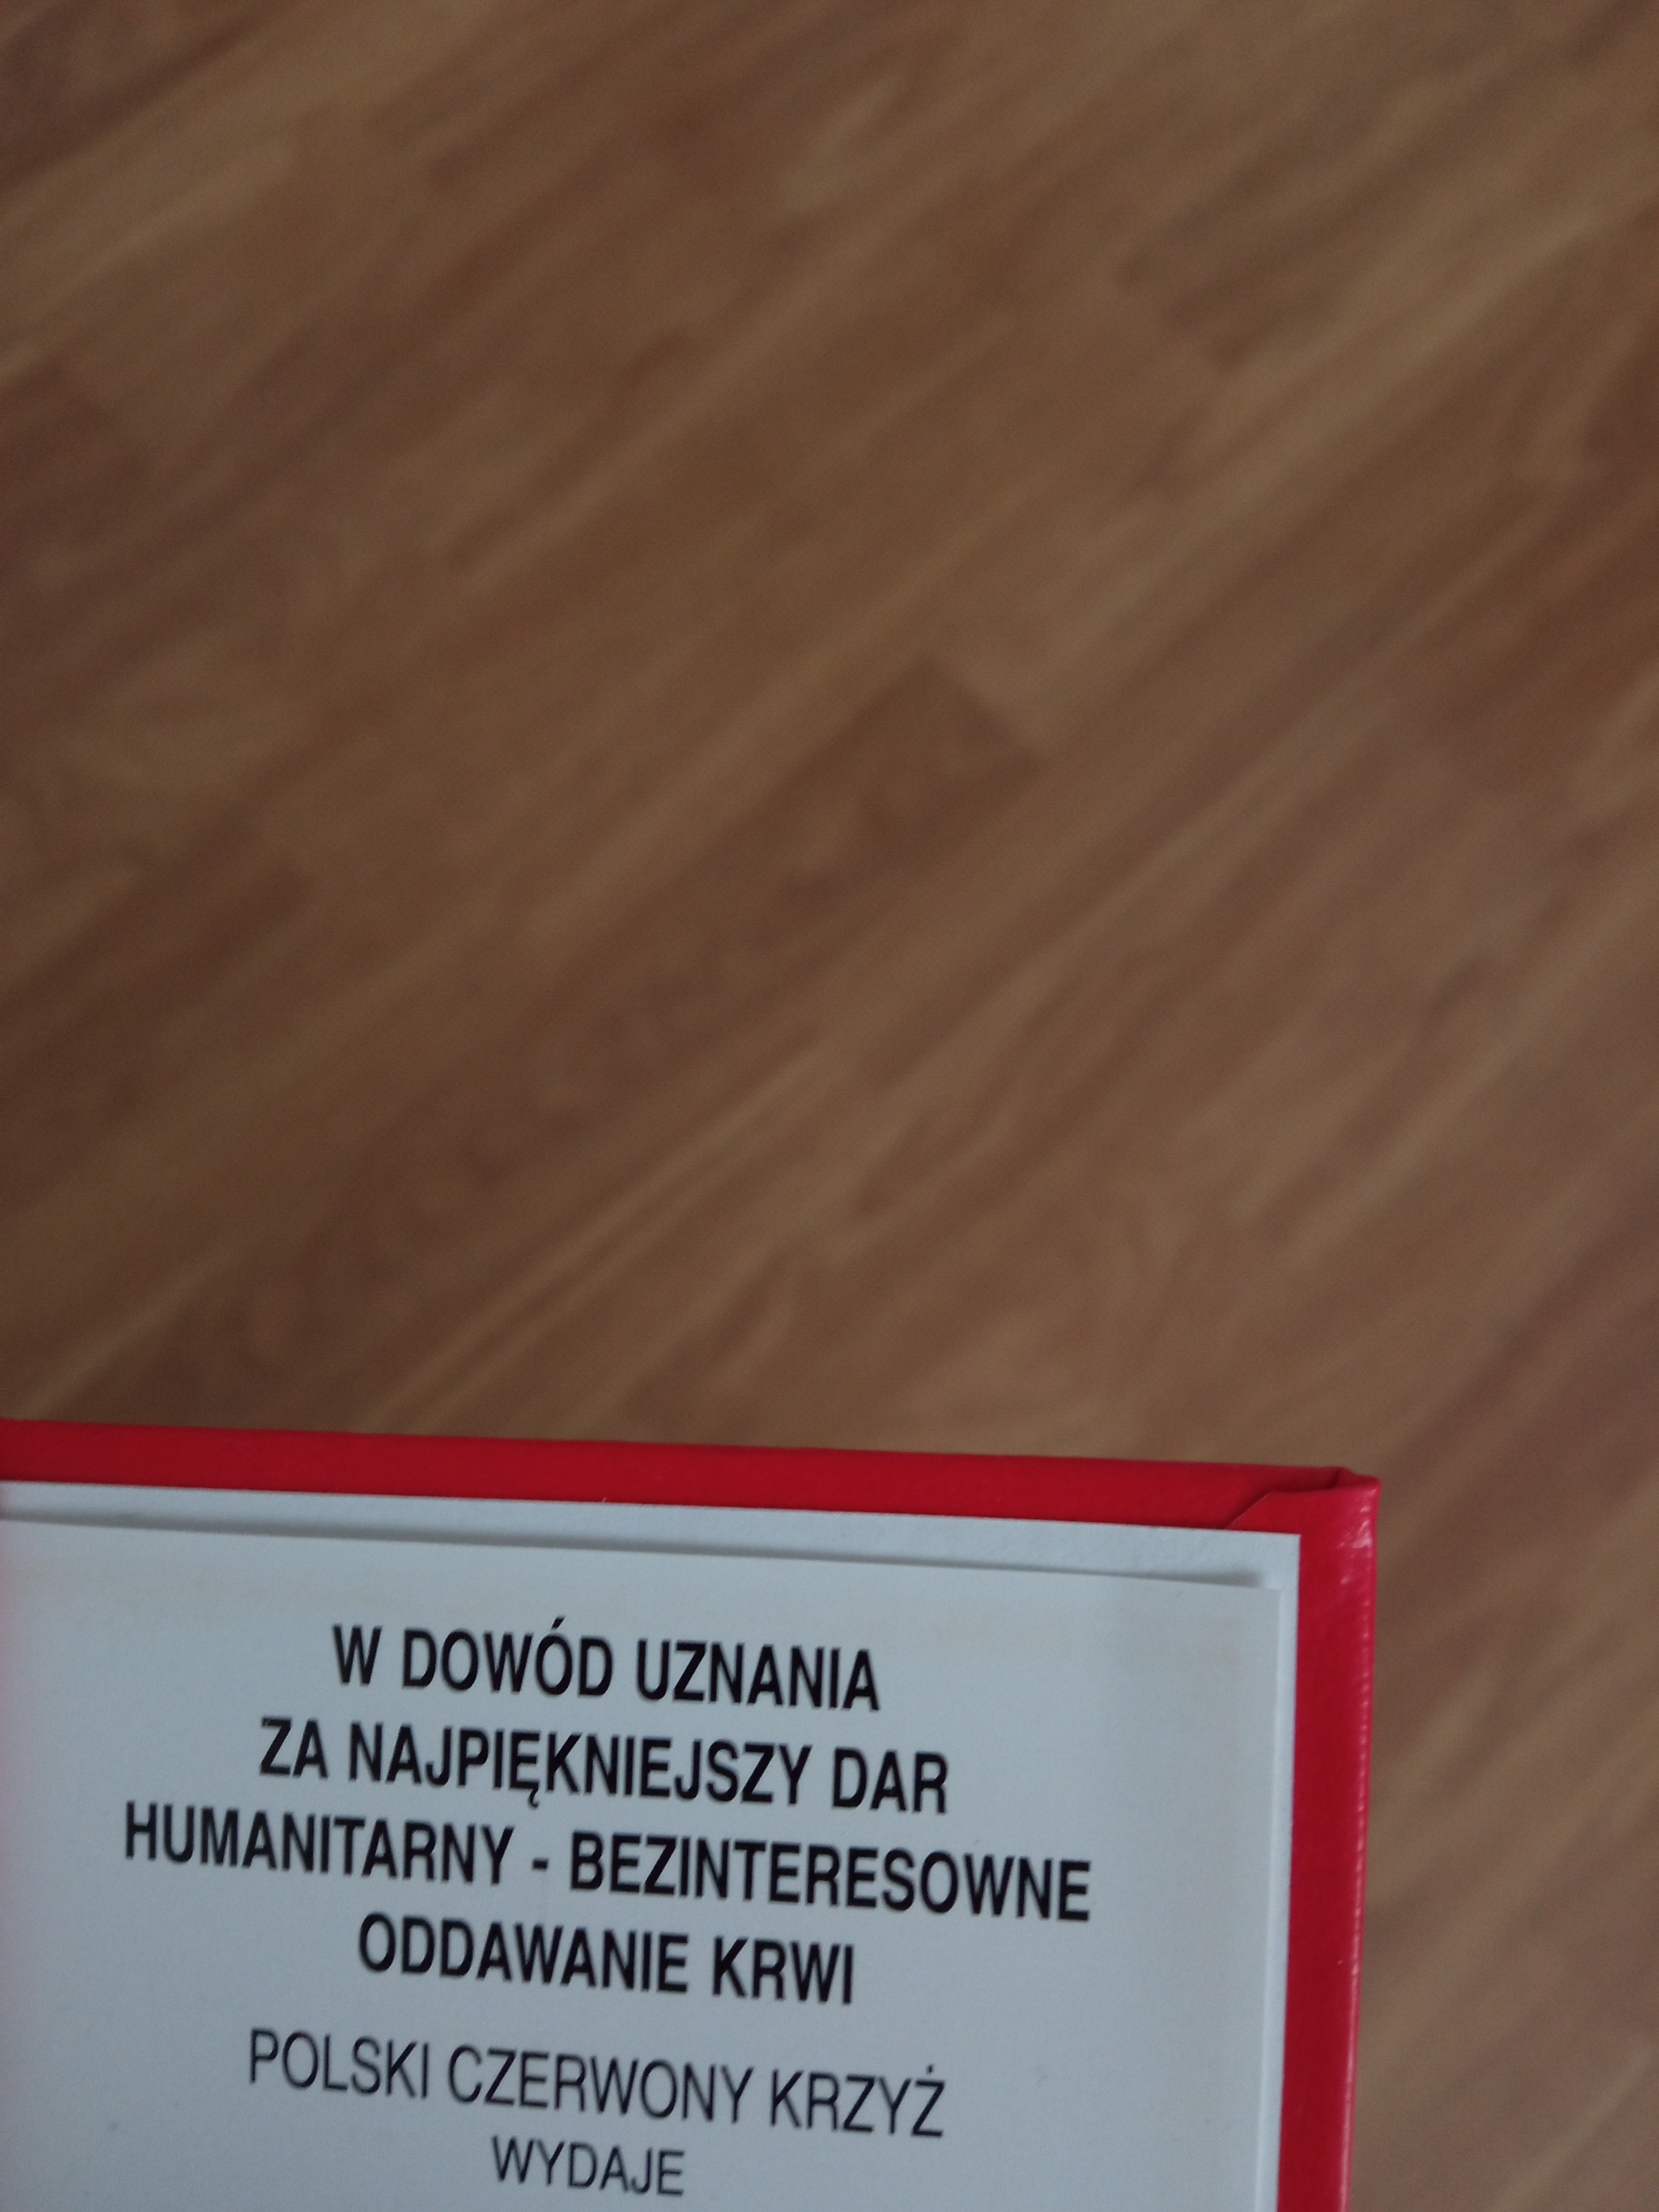 W DOWÓD UZNANIA
ZA NAJPIĘKNIEJSZY DAR
HUMANITARNY - BEZINTERESOWNE
ODDAWANIE KRWI
POLSKI CZERWONY KRZYŻ
WYDAJE